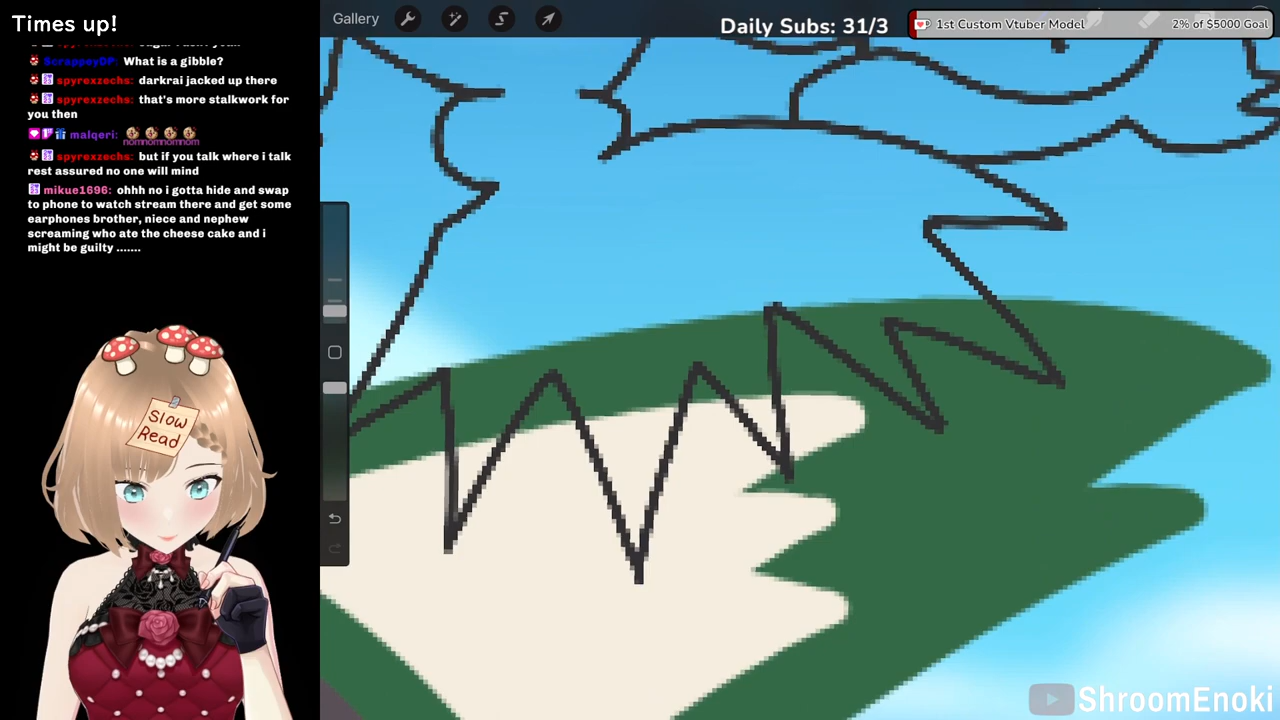 Times up!
Gallery
Daily Subs: 31/3
1st Custom Vtuber Model
2% of $5000 Goal
ScrappeyDP: What is a gibble?
spyrexzechs: darkrai jacked up there
spyrexzechs: that's more stalkwork for
you then
malqeri:
nomnomnomnom
spyrexzechs: but if you talk where i talk
rest assured no one will mind
mikue1696: ohhh no i gotta hide and swap
to phone to watch stream there and get some
earphones brother, niece and nephew
screaming who ate the cheese cake and i
might be guilty .......
Slow
Read
ShroomEnoki